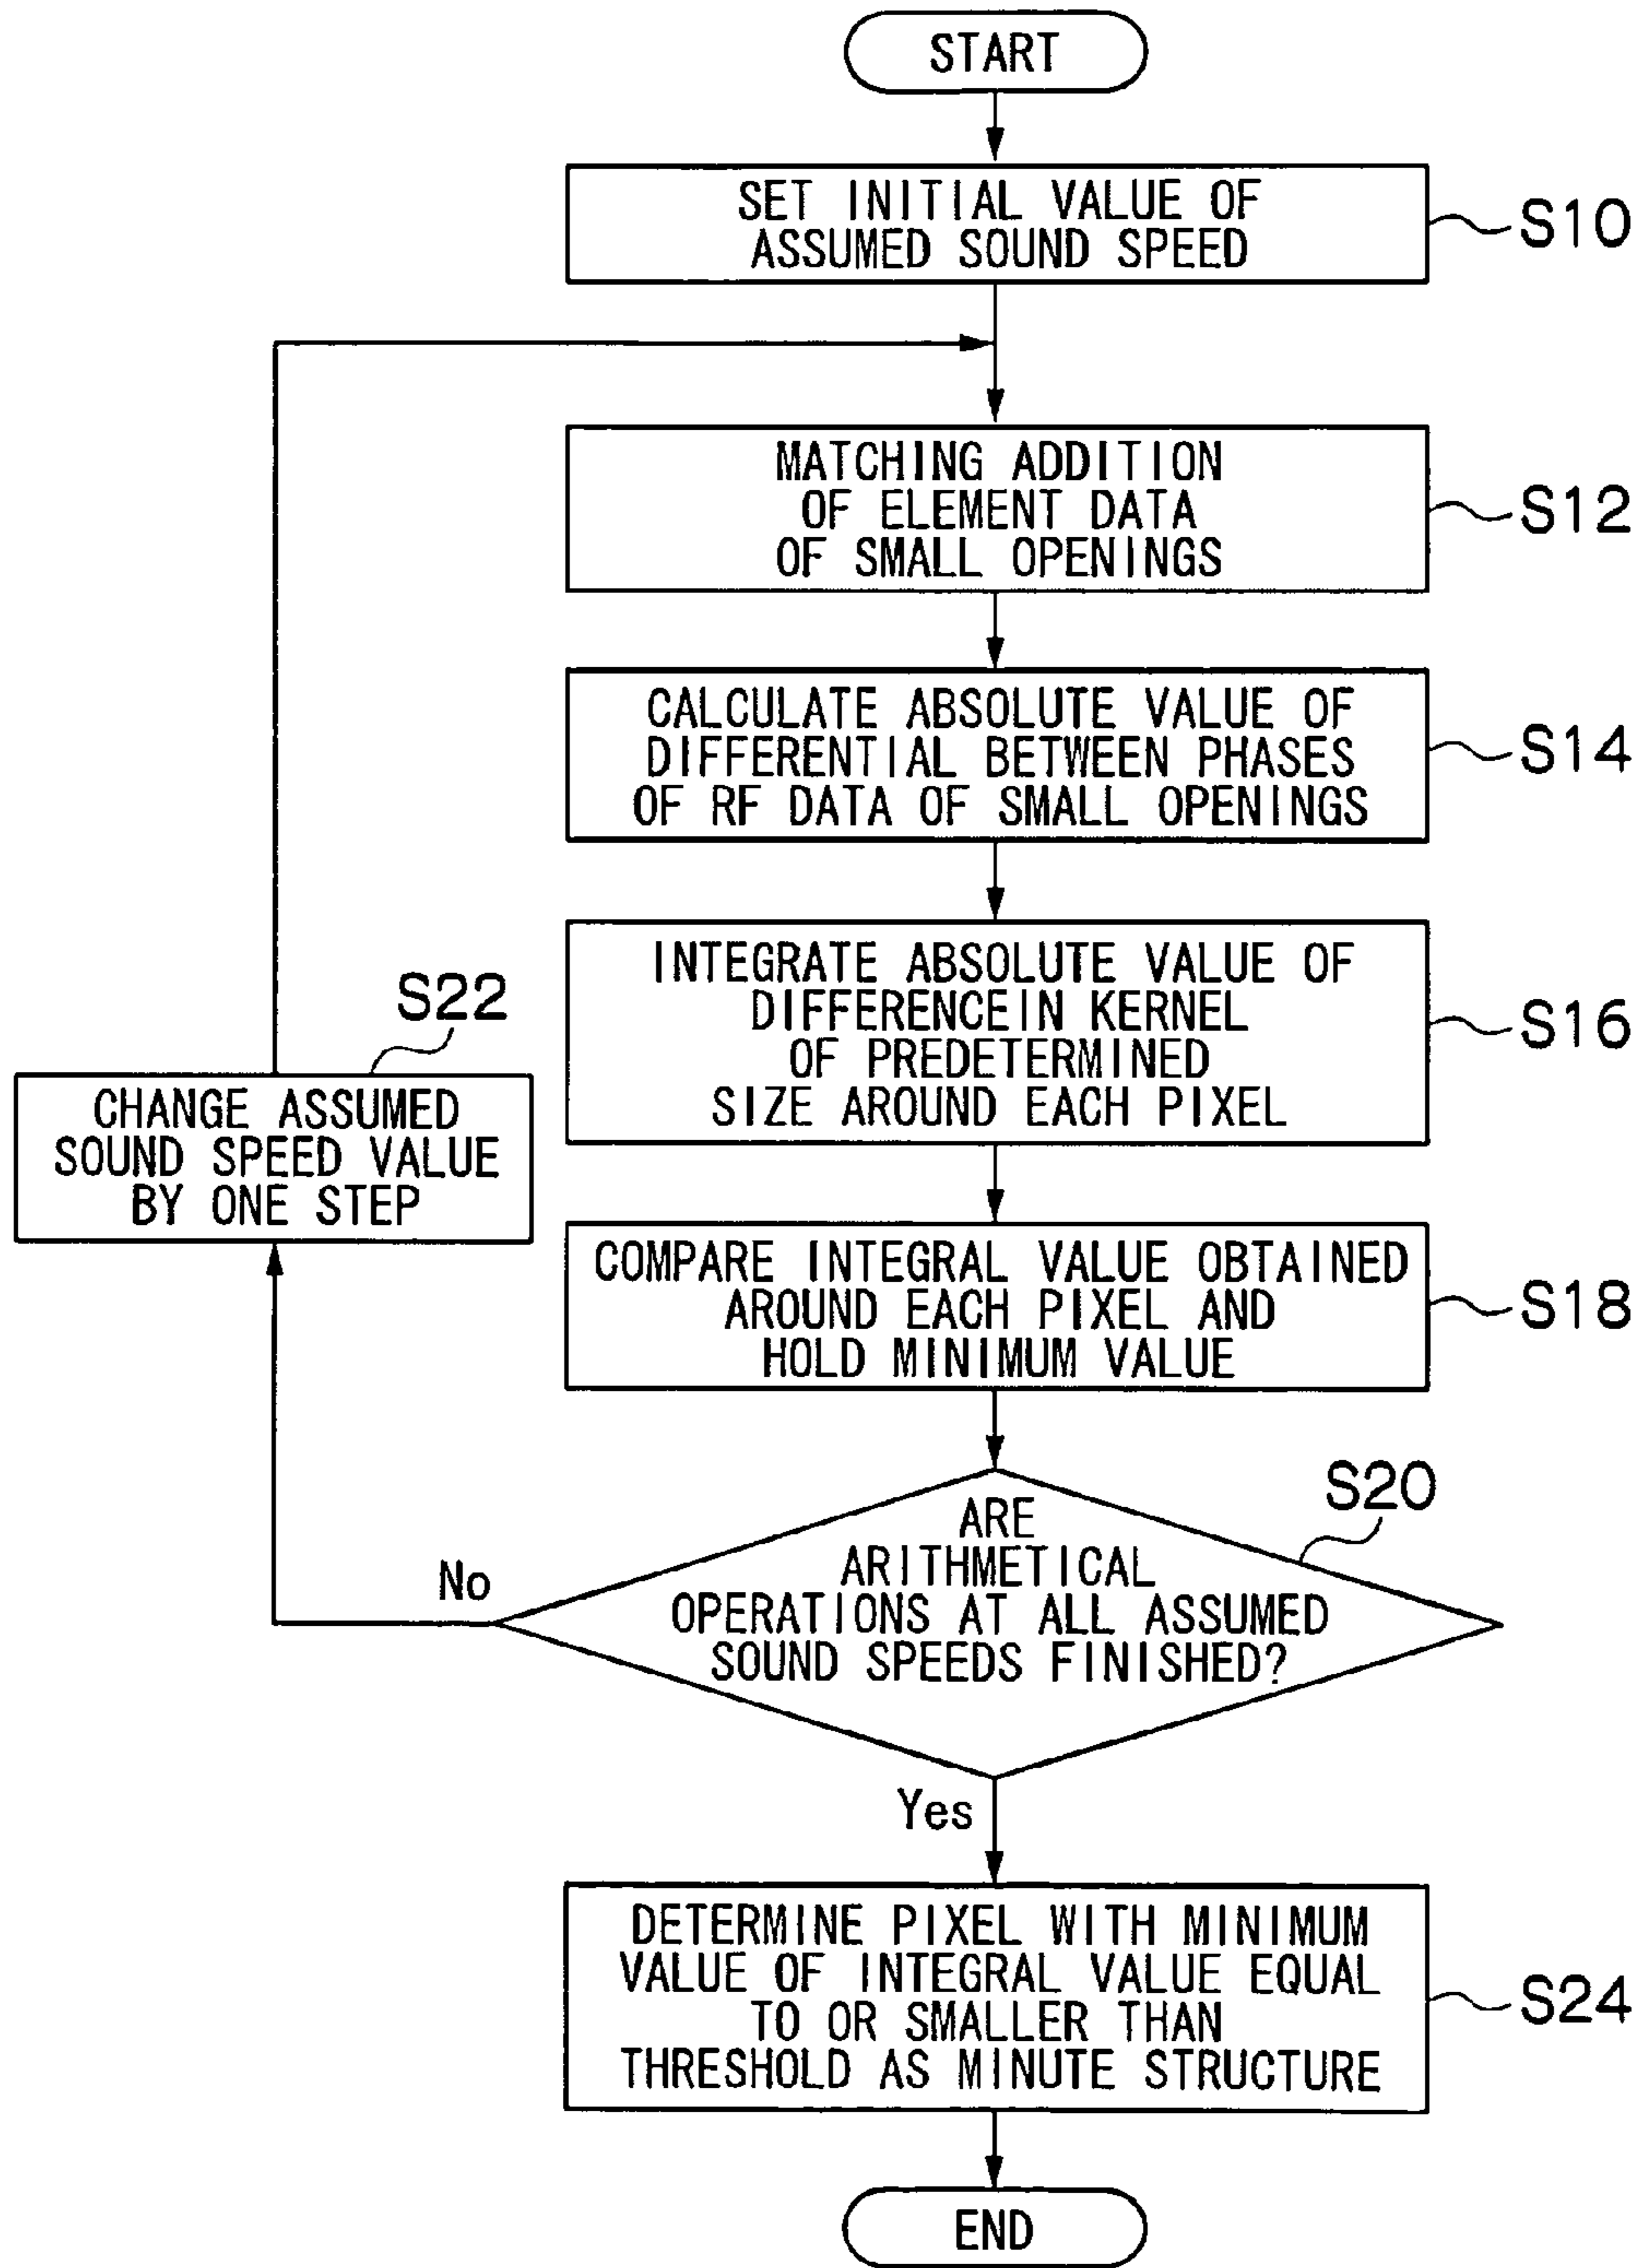 START
SET INITIAL VALUE OF
ASSUMED SOUND SPEED
S10
MATCHING ADDITION
OF ELEMENT DATA
OF SMALL OPENINGS
S12
CALCULATE ABSOLUTE VALUE OF
DIFFERENTIAL BETWEEN PHASES
OF RF DATA OF SMALL OPENINGS
S14
INTEGRATE ABSOLUTE VALUE OF
DIFFERENCEIN KERNEL
OF PREDETERMINED
SIZE AROUND EACH PIXEL
S16
S22
CHANGE ASSUMED
SOUND SPEED VALUE
BY ONE STEP
COMPARE INTEGRAL VALUE OBTAINED
AROUND EACH PIXEL AND
HOLD MINIMUM VALUE
S18
S20
ARE
ARITHMETICAL
OPERATIONS AT ALL ASSUMED
SOUND SPEEDS FINISHED?
No
Yes
DETERMINE PIXEL WITH MINIMUM
VALUE OF INTEGRAL VALUE EQUAL
TO OR SMALLER THAN
THRESHOLD AS MINUTE STRUCTURE
S24
END